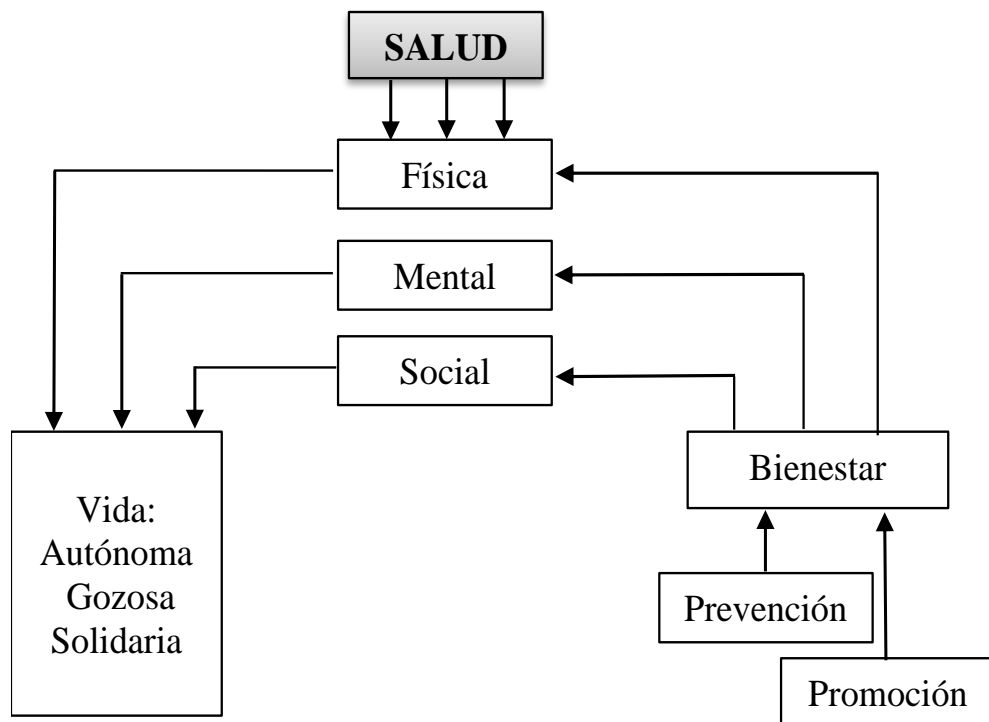 SALUD
Física
Mental
Social
Bienestar
Vida:
Autónoma
Gozosa
Solidaria
Prevención
Promoción